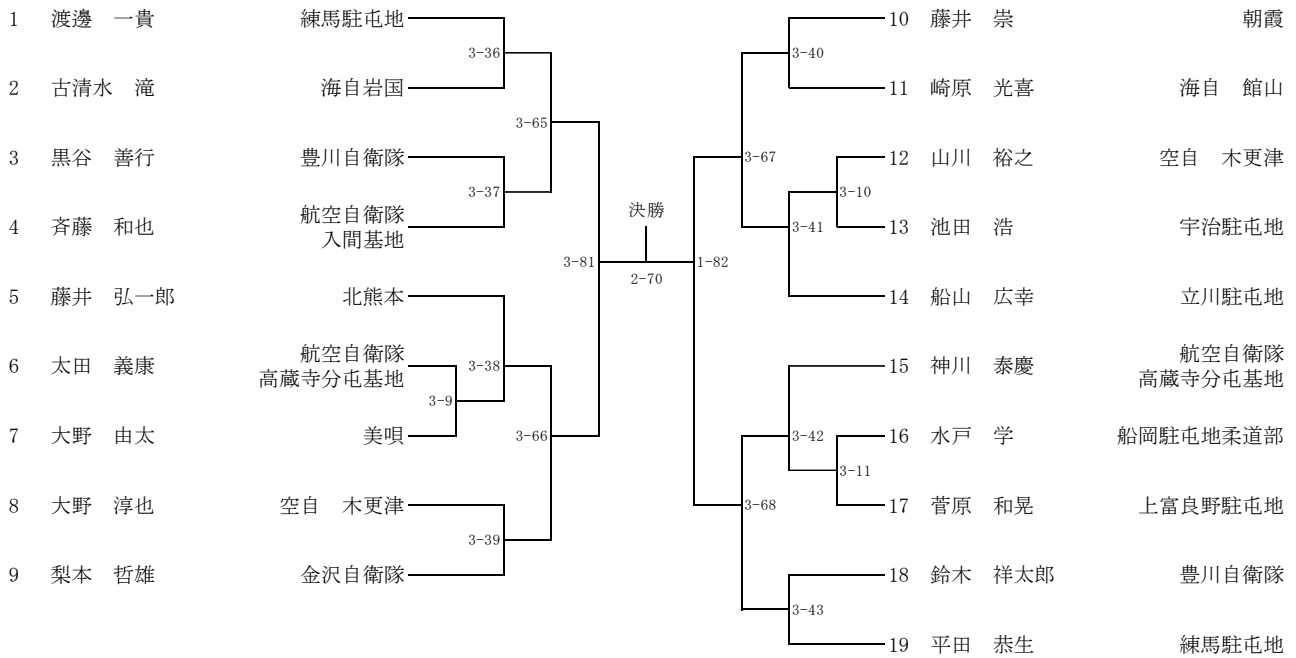 1 渡邊 一貴 練馬駐屯地
3-36
2 古清水 滝 海自岩国
3-65
3 黒谷 善行 豊川自衛隊
3-37
4 斉藤 和也 航空自衛隊
入間基地
3-81
5 藤井 弘一郎 北熊本
3-38
6 太田 義康 航空自衛隊
高蔵寺分屯基地
3-9
7 大野 由太 美唄
3-66
8 大野 淳也 空自 木更津
3-39
9 梨本 哲雄 金沢自衛隊
決勝
2-70
10 藤井 崇 朝霞
3-40
11 崎原 光喜 海自 館山
3-67
12 山川 裕之 空自 木更津
3-10
13 池田 浩 宇治駐屯地
3-41
1-82
14 船山 広幸 立川駐屯地
15 神川 泰慶 航空自衛隊
高蔵寺分屯基地
3-42
16 水戸 学 船岡駐屯地柔道部
3-11
17 菅原 和晃 上富良野駐屯地
3-68
18 鈴木 祥太郎 豊川自衛隊
3-43
19 平田 恭生 練馬駐屯地